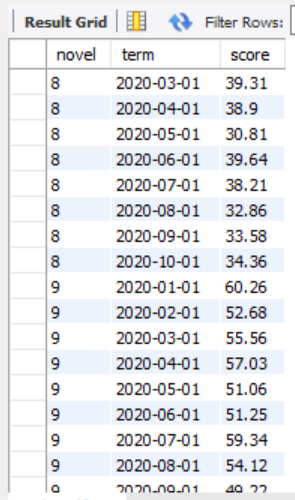 Result Grid Filter Rows:
novel term score
8 2020-03-01 39.31
8 2020-04-01 38.9
8 2020-05-01 30.81
8 2020-06-01 39.64
8 2020-07-01 38.21
8 2020-08-01 32.86
8 2020-09-01 33.58
8 2020-10-01 34.36
9 2020-01-01 60.26
9 2020-02-01 52.68
9 2020-03-01 55.56
9 2020-04-01 57.03
9 2020-05-01 51.06
9 2020-06-01 51.25
9 2020-07-01 59.34
9 2020-08-01 54.12
9 2020-09-01 49.22